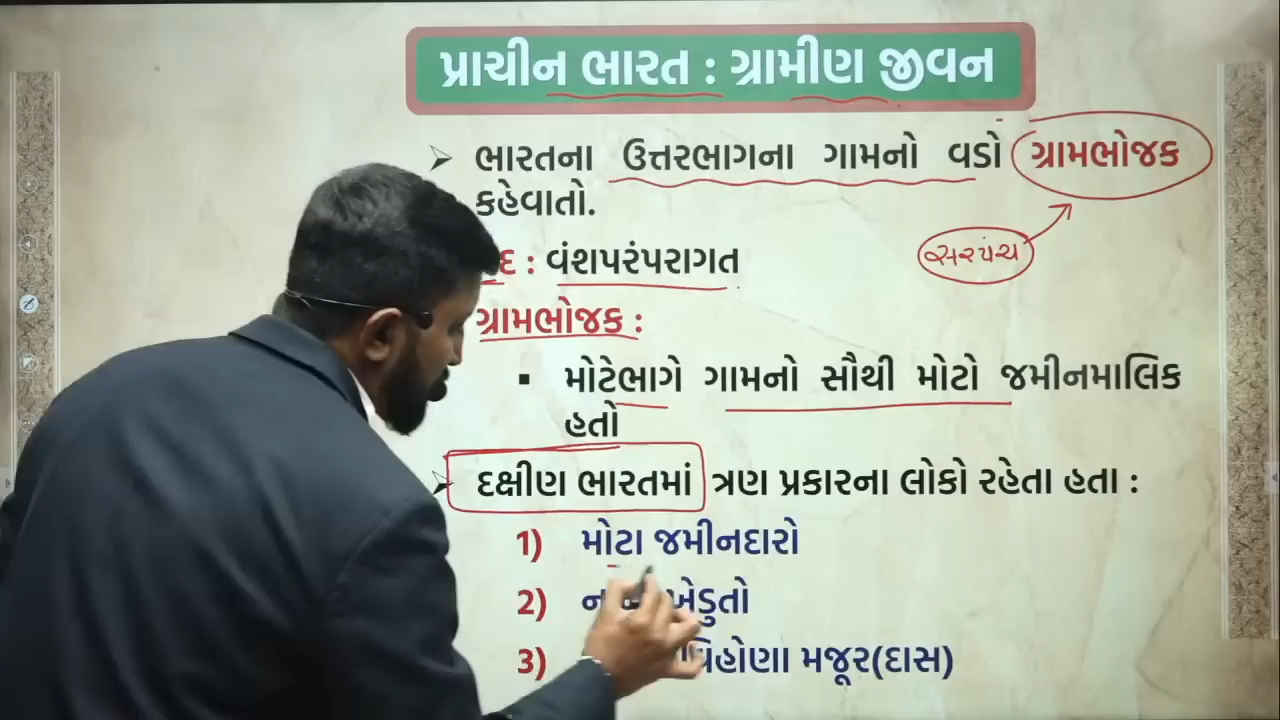 પ્રાચીન ભારત : ગ્રામીણ જીવન
➢ ભારતના ઉત્તરભાગના ગામનો વડો ગ્રામભોજક
કહેવાતો.
સરપંચ
: વંશપરંપરાગત
ગ્રામભોજક :
▪ મોટેભાગે ગામનો સૌથી મોટો જમીનમાલિક
હતો
➢ દક્ષીણ ભારતમાં ત્રણ પ્રકારના લોકો રહેતા હતા :
1) મોટા જમીનદારો
2) ખેડુતો
3) મજૂર(દાસ)